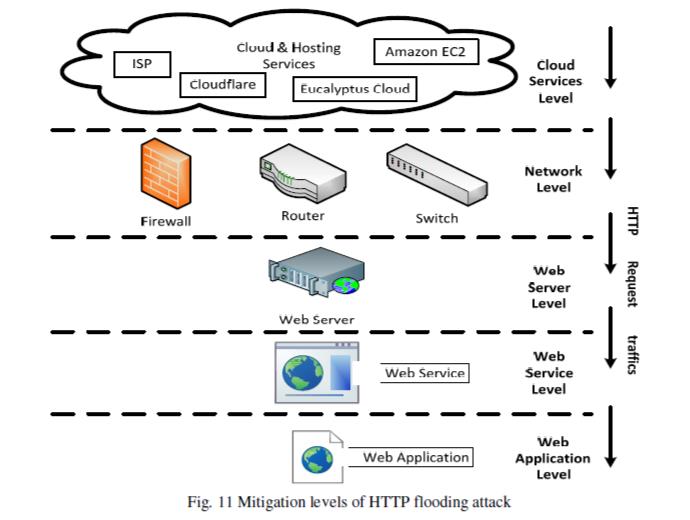 Cloud & Hosting
Services
ISP
Amazon EC2
Cloudflare
Eucalyptus Cloud
Cloud
Services
Level
Firewall
Router
Switch
Network
Level
Web Server
Web
Server
Level
Web Service
Web
Service
Level
Web Application
Web
Application
Level
HTTP Request traffics
Fig. 11 Mitigation levels of HTTP flooding attack